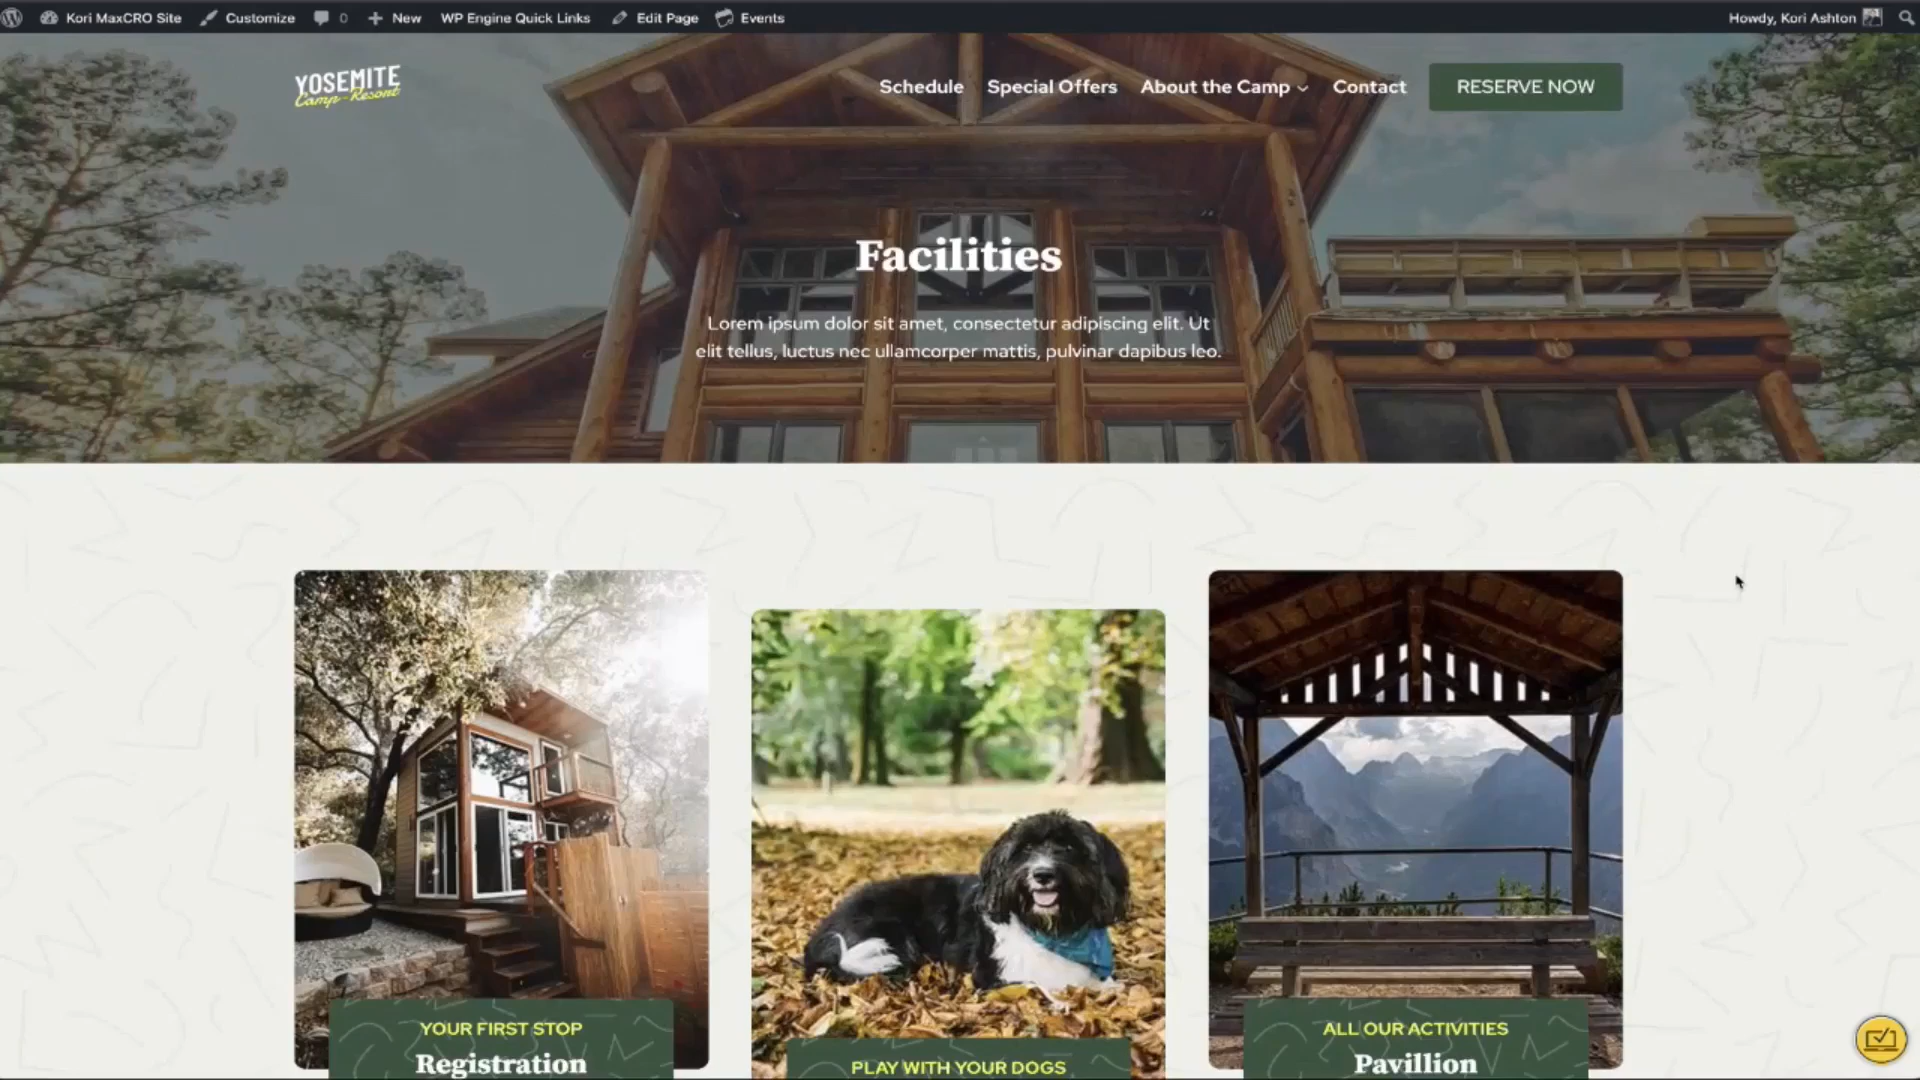 Kori MaxCRO Site
Customize
0
New
WP Engine Quick Links
Edit Page
Events
Howdy, Kori Ashton
YOSEMITE
Camp-Resort
Schedule
Special Offers
About the Camp
Contact
RESERVE NOW
Facilities
Lorem ipsum dolor sit amet, consectetur adipiscing elit. Ut
elit tellus, luctus nec ullamcorper mattis, pulvinar dapibus leo.
YOUR FIRST STOP
Registration
PLAY WITH YOUR DOGS
ALL OUR ACTIVITIES
Pavillion